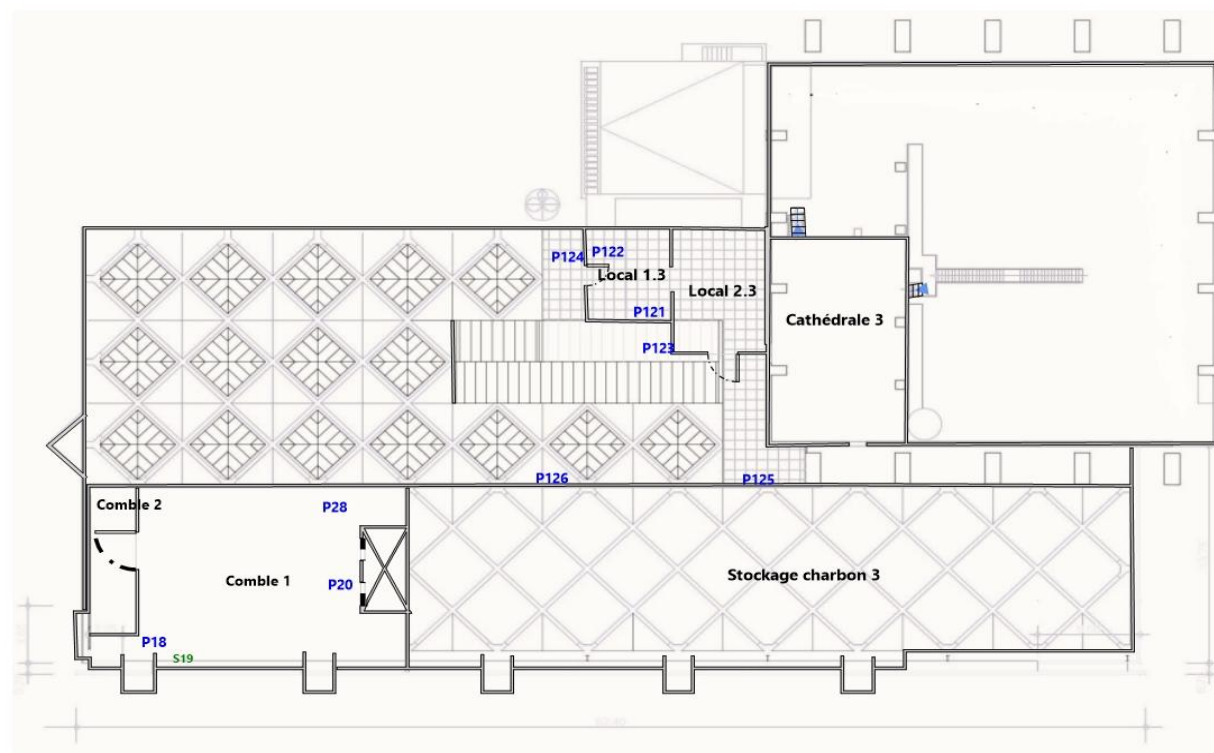 P124
P122
Local 1.3
Local 2.3
P121
Cathédrale 3
P123
P126
P125
Comble 2
P28
Comble 1
P20
Stockage charbon 3
P18
S19